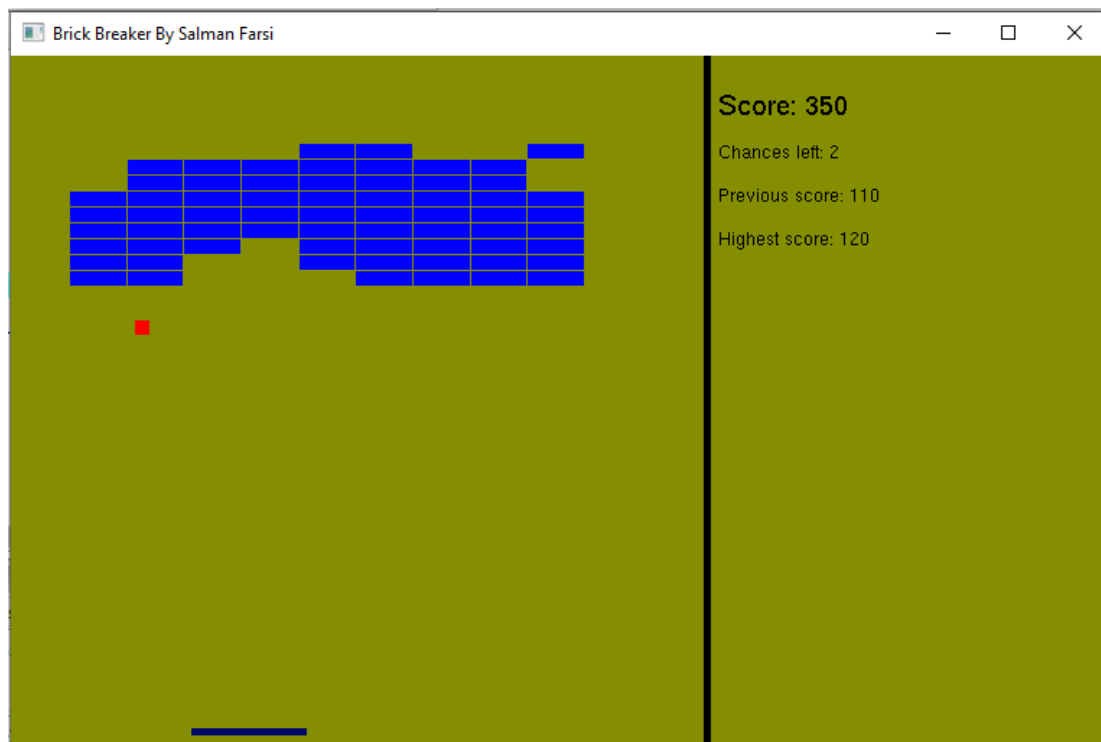 Brick Breaker By Salman Farsi
Score: 350
Chances left: 2
Previous score: 110
Highest score: 120